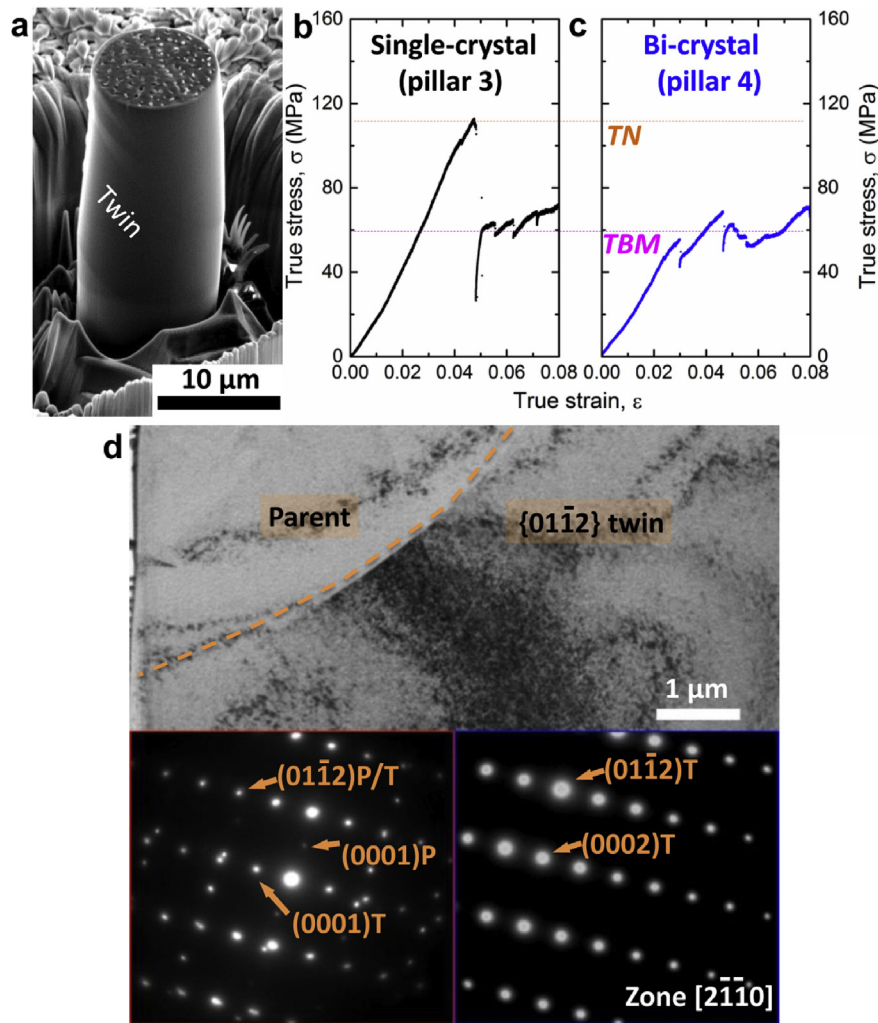 a
Twin
10 μm
b
Single-crystal
(pillar 3)
True stress, σ (MPa)
160
120
80
40
0
0.00
0.02
0.04
0.06
0.08
c
Bi-crystal
(pillar 4)
TN
TBM
0.00
0.02
0.04
0.06
0.08
160
120
80
40
0
True stress, σ (MPa)
True strain, ε
d
Parent
{011̄2} twin
1 μm
(011̄2)P/T
(0001)P
(0001)T
(011̄2)T
(0002)T
Zone [21̄1̄0]